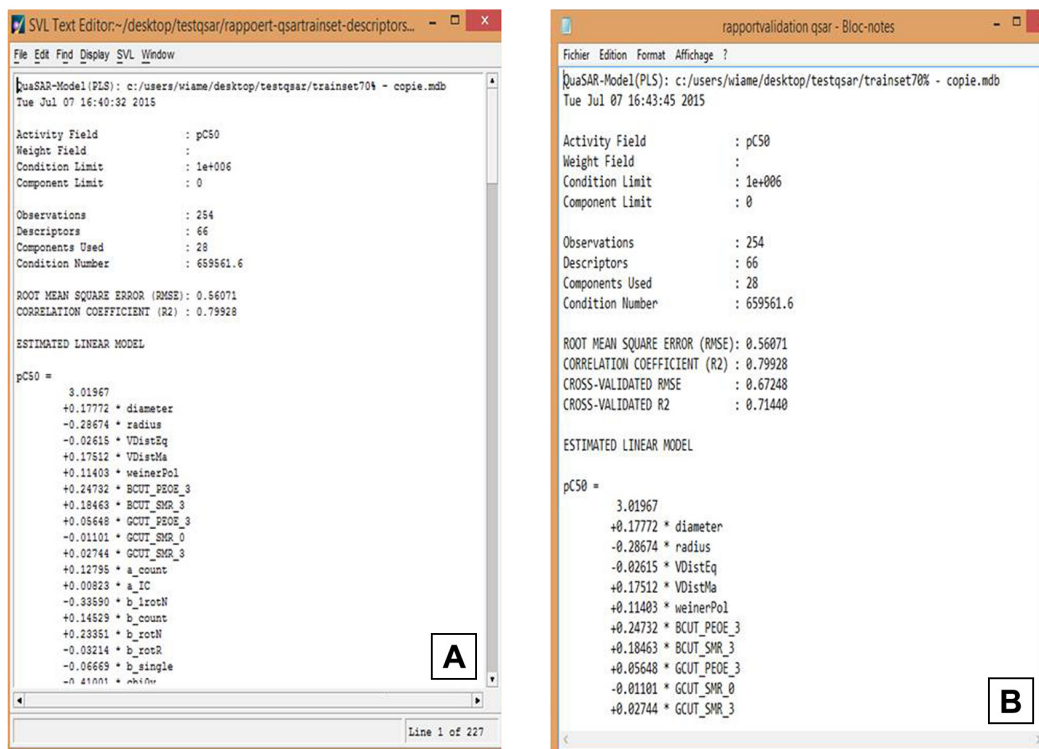 SVL Text Editor:~/desktop/testqsar/rappoert-qsartrainset-descriptors...
File Edit Find Display SVL Window
QuaSAR-Model(PLS): c:/users/wiame/desktop/testqsar/trainset70% - copie.mdb
Tue Jul 07 16:40:32 2015
Activity Field : pC50
Weight Field :
Condition Limit : 1e+006
Component Limit : 0
Observations : 254
Descriptors : 66
Components Used : 28
Condition Number : 659561.6
ROOT MEAN SQUARE ERROR (RMSE): 0.56071
CORRELATION COEFFICIENT (R2) : 0.79928
ESTIMATED LINEAR MODEL
pC50 =
3.01967
+0.17772 * diameter
-0.28674 * radius
-0.02615 * VDistEq
+0.17512 * VDistMa
+0.11403 * weinerPol
+0.24732 * BCUT_PEOE_3
+0.18463 * BCUT_SMR_3
+0.05648 * GCUT_PEOE_3
-0.01101 * GCUT_SMR_0
+0.02744 * GCUT_SMR_3
+0.12795 * a_count
+0.00823 * a_IC
-0.33590 * b_1rotN
+0.14529 * b_count
+0.23351 * b_rotN
-0.03214 * b_rotR
-0.06669 * b_single
-0.41001 * chi0v
A
Line 1 of 227
rapportvalidation qsar - Bloc-notes
Fichier Edition Format Affichage ?
QuaSAR-Model(PLS): c:/users/wiame/desktop/testqsar/trainset70% - copie.mdb
Tue Jul 07 16:43:45 2015
Activity Field : pC50
Weight Field :
Condition Limit : 1e+006
Component Limit : 0
Observations : 254
Descriptors : 66
Components Used : 28
Condition Number : 659561.6
ROOT MEAN SQUARE ERROR (RMSE): 0.56071
CORRELATION COEFFICIENT (R2) : 0.79928
CROSS-VALIDATED RMSE : 0.67248
CROSS-VALIDATED R2 : 0.71440
ESTIMATED LINEAR MODEL
pC50 =
3.01967
+0.17772 * diameter
-0.28674 * radius
-0.02615 * VDistEq
+0.17512 * VDistMa
+0.11403 * weinerPol
+0.24732 * BCUT_PEOE_3
+0.18463 * BCUT_SMR_3
+0.05648 * GCUT_PEOE_3
-0.01101 * GCUT_SMR_0
+0.02744 * GCUT_SMR_3
B